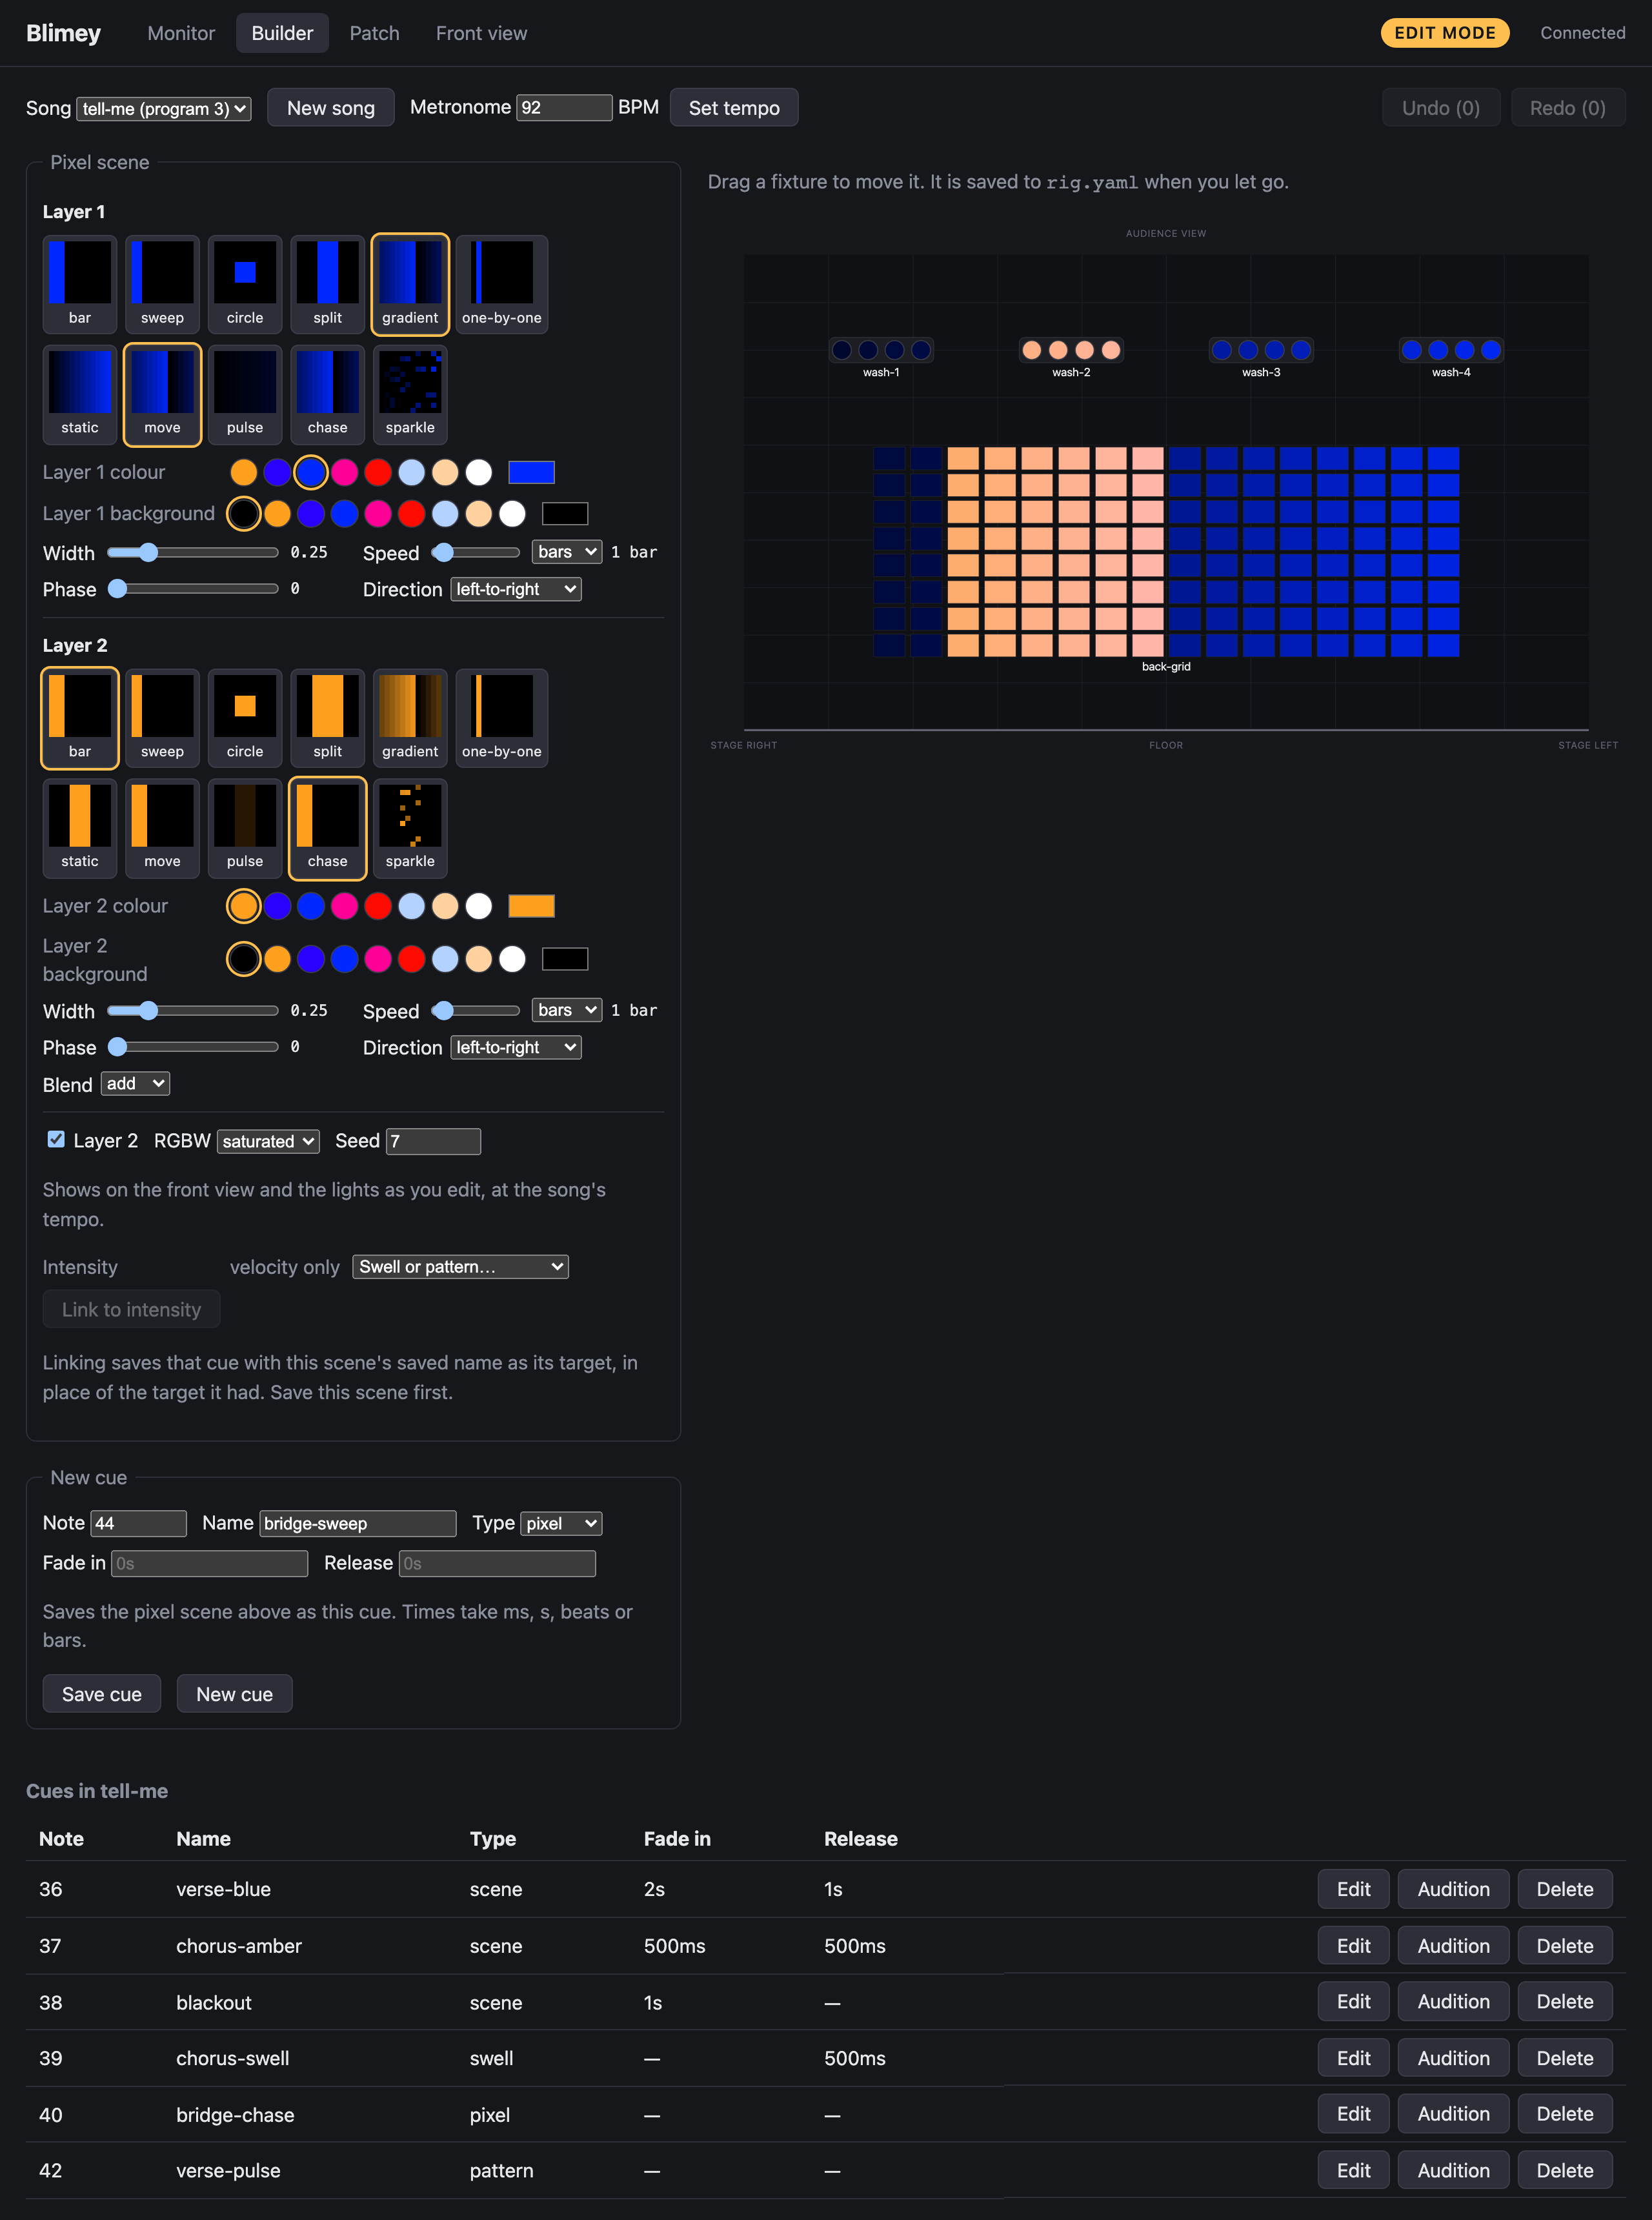 Blimey Monitor Builder Patch Front view EDIT MODE Connected
Song tell-me (program 3) New song Metronome 92 BPM Set tempo Undo (0) Redo (0)
Pixel scene
Layer 1
bar sweep circle split gradient one-by-one
static move pulse chase sparkle
Layer 1 colour
Layer 1 background
Width 0.25 Speed bars 1 bar
Phase 0 Direction left-to-right
Layer 2
bar sweep circle split gradient one-by-one
static move pulse chase sparkle
Layer 2 colour
Layer 2
background
Width 0.25 Speed bars 1 bar
Phase 0 Direction left-to-right
Blend add
Layer 2 RGBW saturated Seed 7
Shows on the front view and the lights as you edit, at the song's
tempo.
Intensity velocity only Swell or pattern…
Link to intensity
Linking saves that cue with this scene's saved name as its target, in
place of the target it had. Save this scene first.
Drag a fixture to move it. It is saved to rig.yaml when you let go.
AUDIENCE VIEW
wash-1 wash-2 wash-3 wash-4
back-grid
STAGE RIGHT FLOOR STAGE LEFT
New cue
Note 44 Name bridge-sweep Type pixel
Fade in 0s Release 0s
Saves the pixel scene above as this cue. Times take ms, s, beats or
bars.
Save cue New cue
Cues in tell-me
Note Name Type Fade in Release
36 verse-blue scene 2s 1s Edit Audition Delete
37 chorus-amber scene 500ms 500ms Edit Audition Delete
38 blackout scene 1s — Edit Audition Delete
39 chorus-swell swell — 500ms Edit Audition Delete
40 bridge-chase pixel — — Edit Audition Delete
42 verse-pulse pattern — — Edit Audition Delete